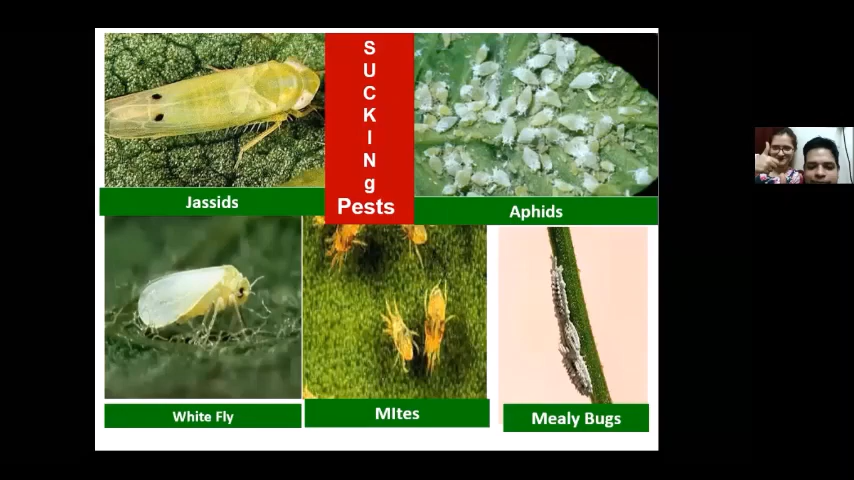 S
U
C
K
I
N
g
Pests
Jassids
Aphids
White Fly
MItes
Mealy Bugs